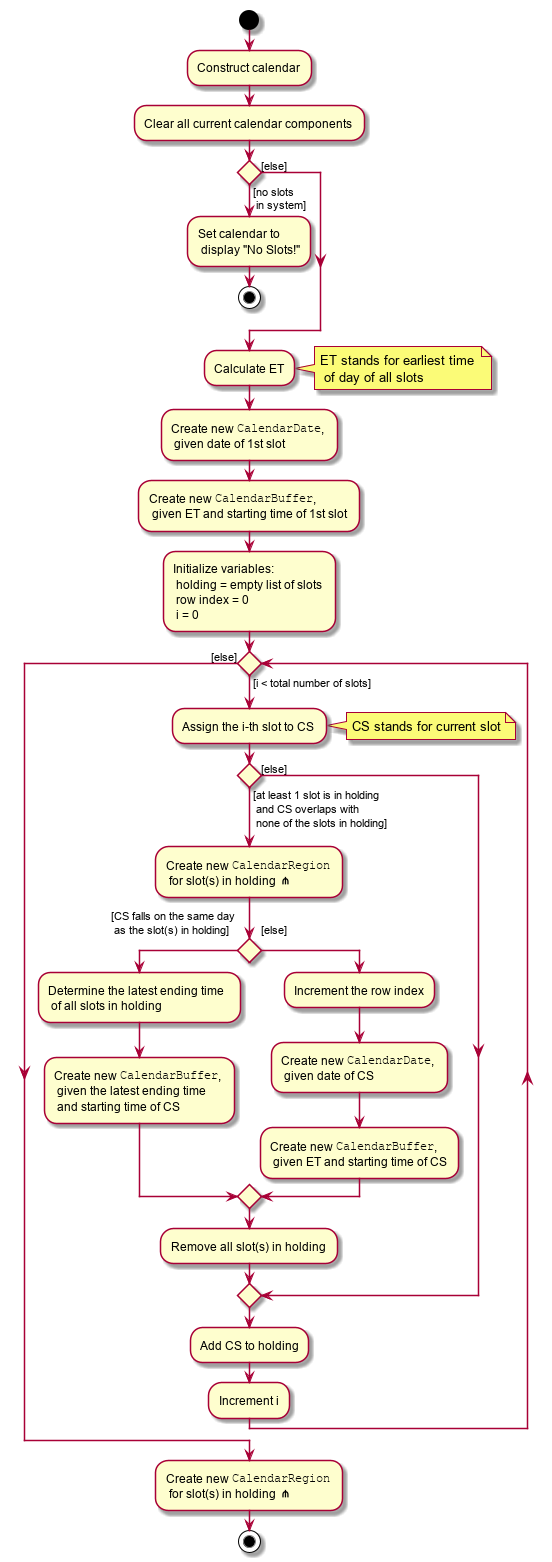 Construct calendar
Clear all current calendar components
[else]
[no slots
in system]
Set calendar to
display "No Slots!"
Calculate ET
ET stands for earliest time
of day of all slots
Create new CalendarDate,
given date of 1st slot
Create new CalendarBuffer,
given ET and starting time of 1st slot
Initialize variables:
holding = empty list of slots
row index = 0
i = 0
[else]
[i < total number of slots]
Assign the i-th slot to CS
CS stands for current slot
[else]
[at least 1 slot is in holding
and CS overlaps with
none of the slots in holding]
Create new CalendarRegion
for slot(s) in holding ⋔
[CS falls on the same day
as the slot(s) in holding]
[else]
Determine the latest ending time
of all slots in holding
Create new CalendarBuffer,
given the latest ending time
and starting time of CS
Increment the row index
Create new CalendarDate,
given date of CS
Create new CalendarBuffer,
given ET and starting time of CS
Remove all slot(s) in holding
Add CS to holding
Increment i
Create new CalendarRegion
for slot(s) in holding ⋔